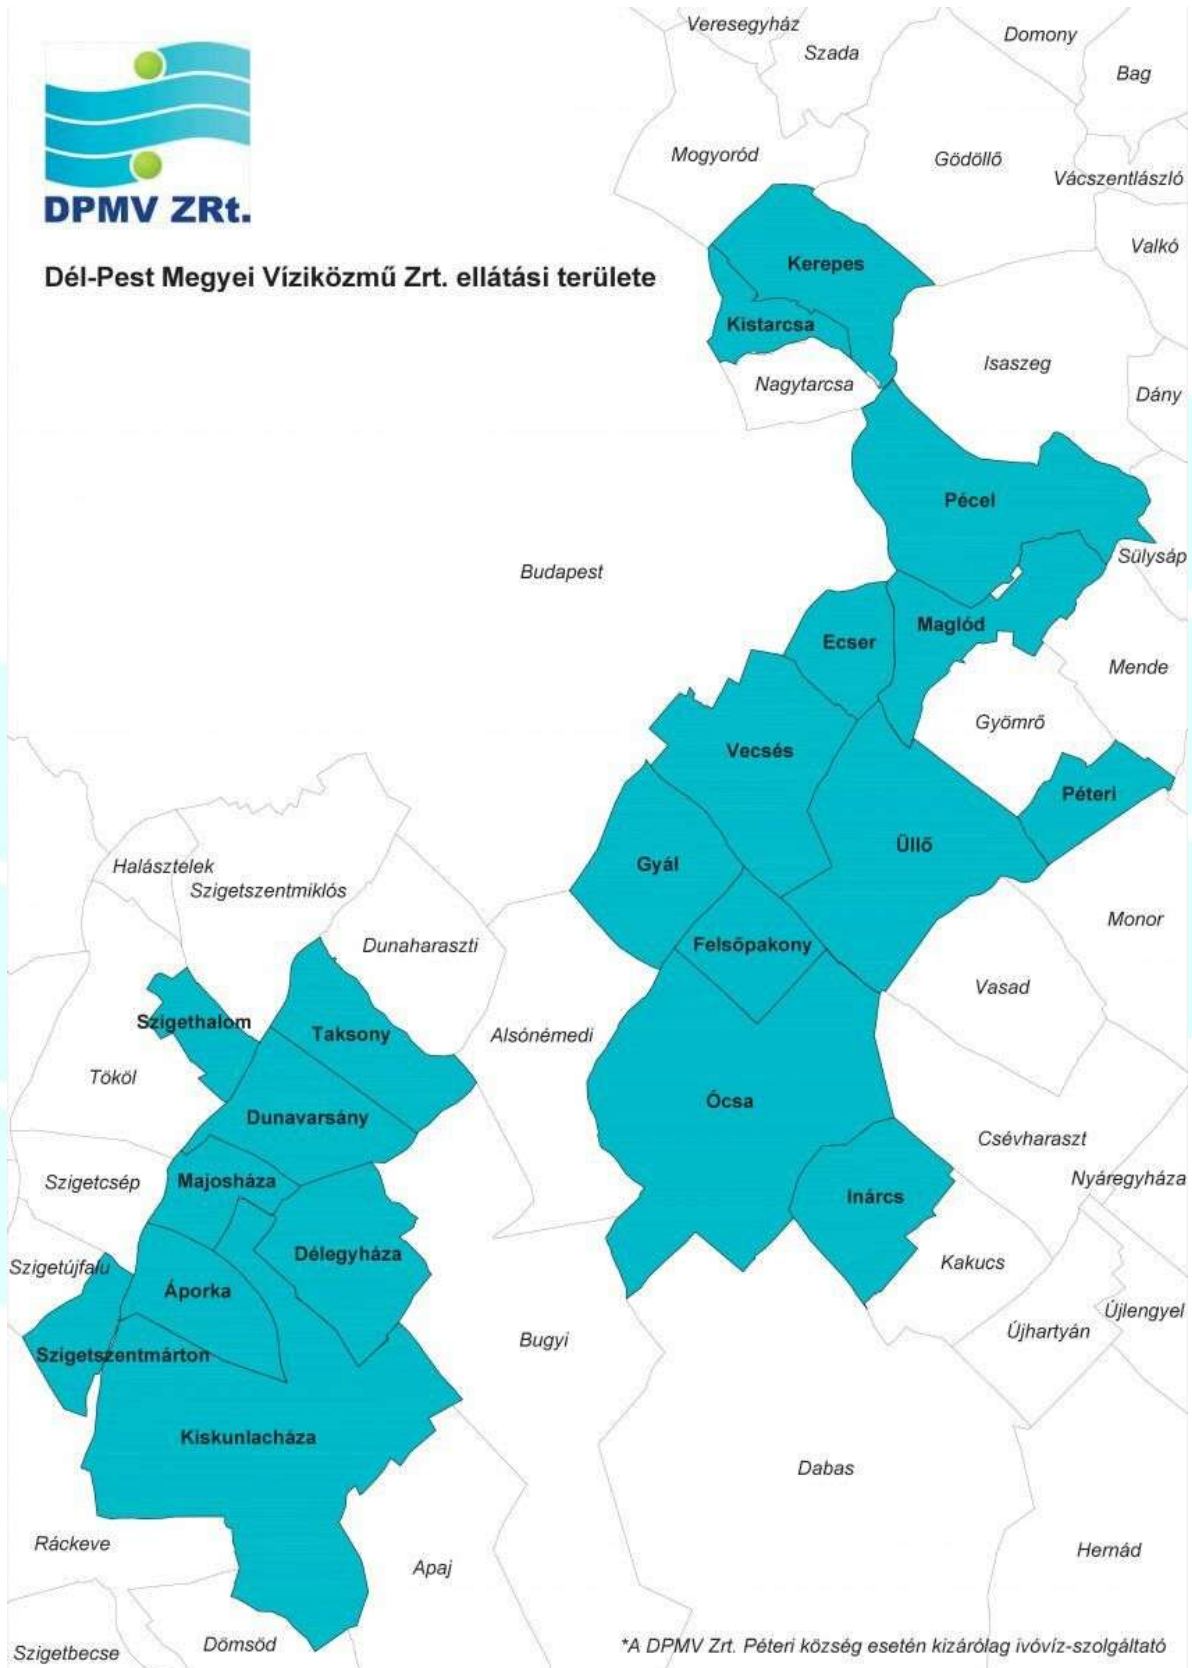 Veresegyház
Szada
Domony
Bag
Mogyoród
Gödöllő
Vácszentlászló
DPMV ZRt.
Valkó
Dél-Pest Megyei Víziközmű Zrt. ellátási területe
Kerepes
Kistarcsa
Isaszeg
Nagytarcsa
Dány
Pécel
Sülysáp
Budapest
Maglód
Ecser
Mende
Gyömrő
Vecsés
Péteri
Üllő
Gyál
Halásztelek
Szigetszentmiklós
Monor
Dunaharaszti
Felsőpakony
Vasad
Szigethalom
Taksony
Alsónémedi
Tököl
Ócsa
Dunavarsány
Csévharaszt
Majosháza
Szigetcsép
Nyáregyháza
Inárcs
Délegyháza
Szigetújfalu
Kakucs
Áporka
Újlengyel
Újhartyán
Bugyi
Szigetszentmárton
Kiskunlacháza
Dabas
Ráckeve
Hernád
Apaj
Dömsöd
*A DPMV Zrt. Péteri község esetén kizárólag ivóvíz-szolgáltató
Szigetbecse